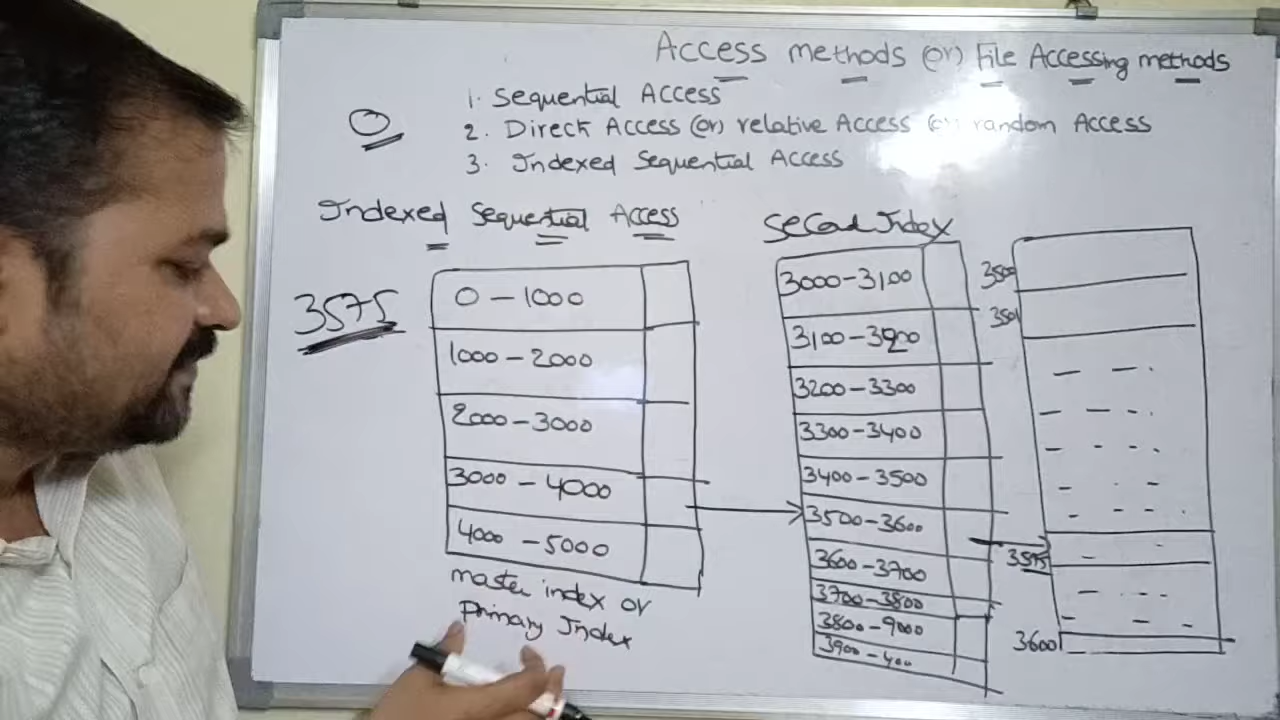 Access methods (or) File Accessing methods
1. Sequential Access
2. Direck Access (or) relative Access (or) random Access
3. Indexed Sequential Access
Indexed Sequential Access
3575
0 - 1000
1000 - 2000
2000 - 3000
3000 - 4000
4000 - 5000
master index or
Primary Index
Index
3000-3100
3100-3200
3200-3300
3300-3400
3400-3500
3500-3600
3600-3700
3700-3800
3800-9000
3900-400
3500
3501
3575
3600